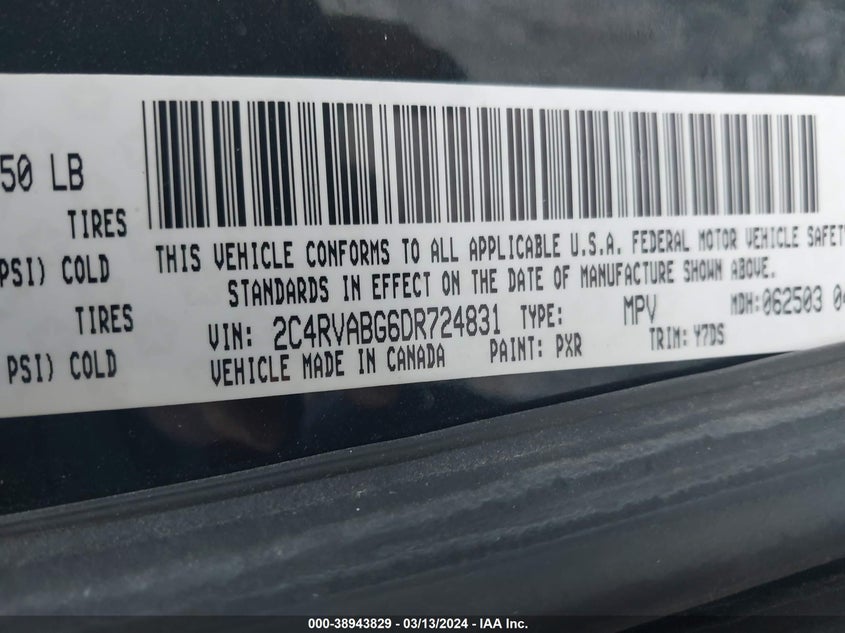 50 LB
TIRES
PSI) COLD
TIRES
PSI) COLD
THIS VEHICLE CONFORMS TO ALL APPLICABLE U.S.A. FEDERAL MOTOR VEHICLE SAFETY
STANDARDS IN EFFECT ON THE DATE OF MANUFACTURE SHOWN ABOVE.
VIN: 2C4RVABG6DR724831 TYPE: MPV MDH:062503 04
VEHICLE MADE IN CANADA PAINT: PXR TRIM: Y7DS
000-38943829 - 03/13/2024 - IAA Inc.